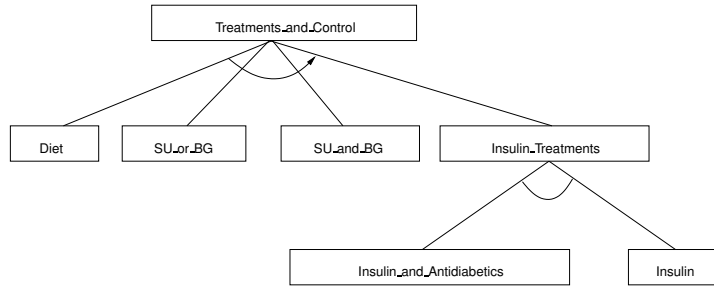 Treatments_and_Control
Diet
SU_or_BG
SU_and_BG
Insulin_Treatments
Insulin_and_Antidiabetics
Insulin